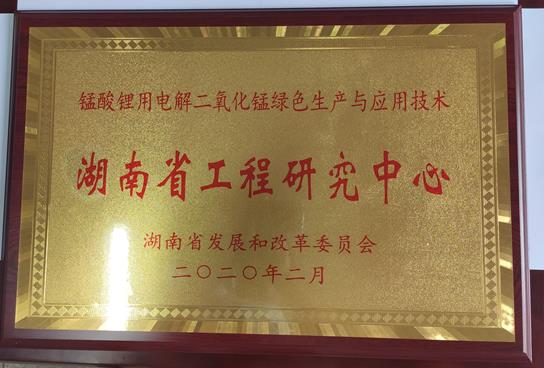 锰酸锂用电解二氧化锰绿色生产与应用技术
湖南省工程研究中心
湖南省发展和改革委员会
二〇二〇年二月